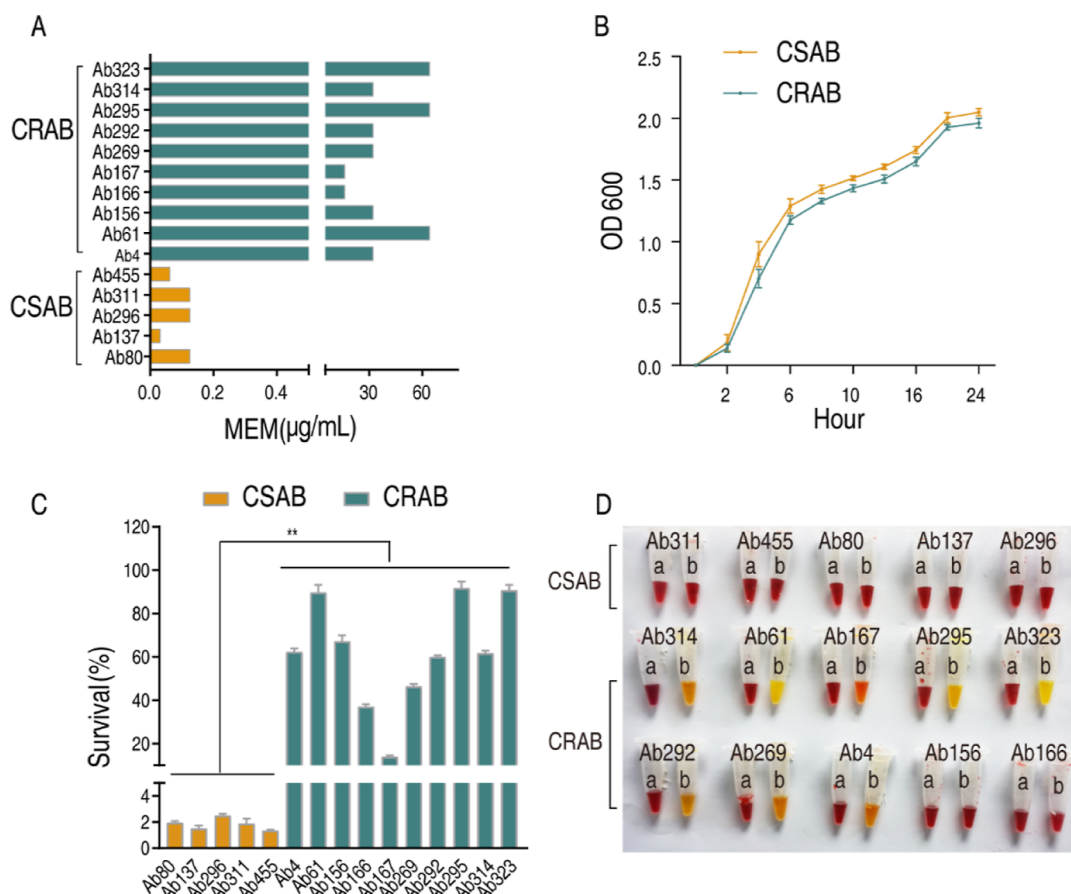 A
CRAB
Ab323
Ab314
Ab295
Ab292
Ab269
Ab167
Ab166
Ab156
Ab61
Ab4
CSAB
Ab455
Ab311
Ab296
Ab137
Ab80
0.0 0.2 0.4 30 60
MEM(µg/mL)
B
CSAB
CRAB
2.5
2.0
1.5
1.0
0.5
0.0
OD 600
2 6 10 16 24
Hour
C
CSAB CRAB
**
120
100
80
60
40
20
4
2
0
Survival (%)
Ab80 Ab137 Ab296 Ab311 Ab455 Ab4 Ab61 Ab156 Ab166 Ab167 Ab269 Ab292 Ab295 Ab314 Ab323
D
CSAB
Ab311 Ab455 Ab80 Ab137 Ab296
a b a b a b a b a b
CRAB
Ab314 Ab61 Ab167 Ab295 Ab323
a b a b a b a b a b
Ab292 Ab269 Ab4 Ab156 Ab166
a b a b a b a b a b